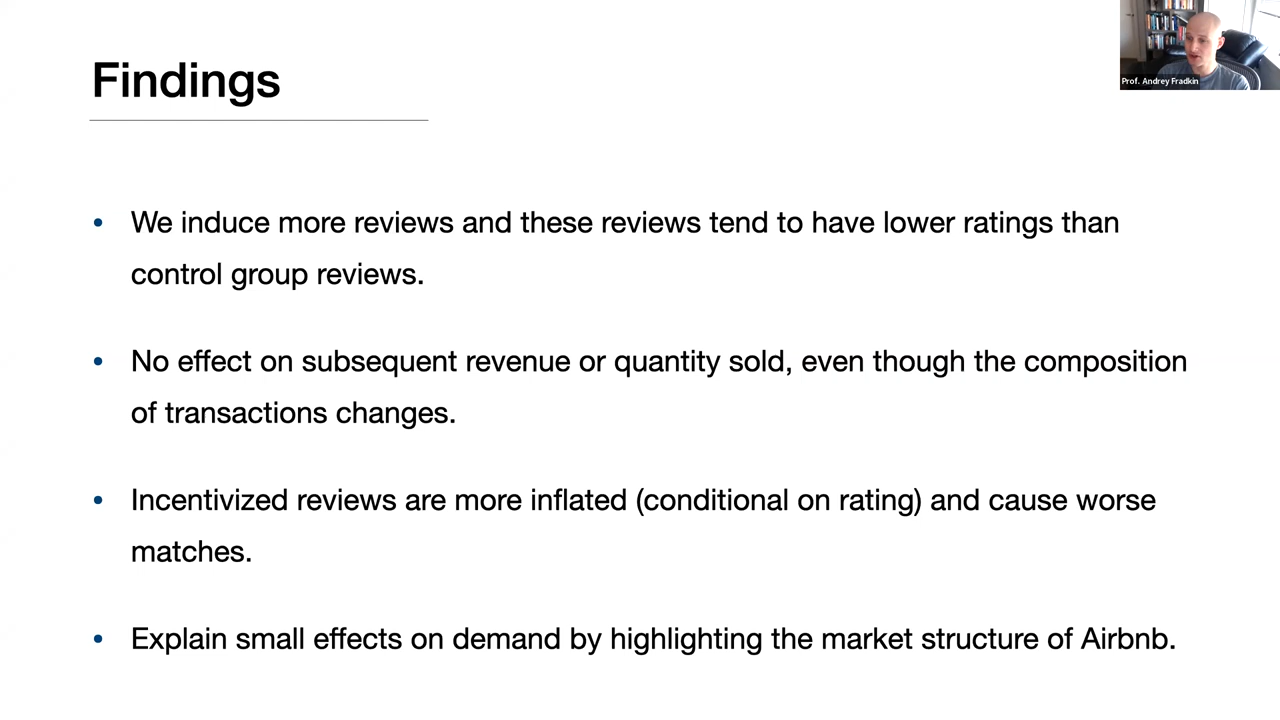 Findings
Prof. Andrey Fradkin
• We induce more reviews and these reviews tend to have lower ratings than
control group reviews.
• No effect on subsequent revenue or quantity sold, even though the composition
of transactions changes.
• Incentivized reviews are more inflated (conditional on rating) and cause worse
matches.
• Explain small effects on demand by highlighting the market structure of Airbnb.